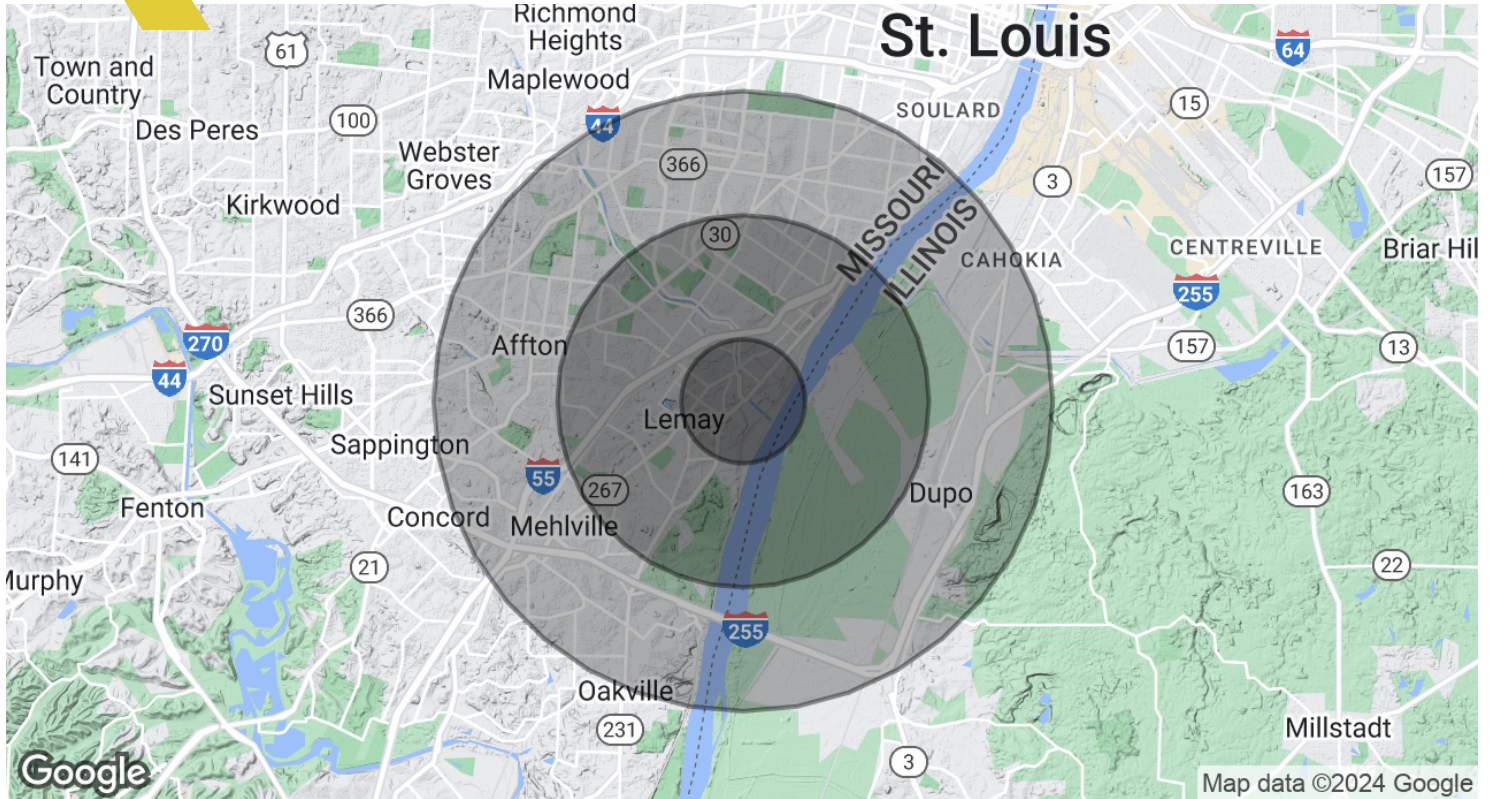 Richmond
Heights
St. Louis
61
64
Town and
Country
Maplewood
SOULARD
15
100
Des Peres
44
Webster
Groves
366
MISSOURI
3
157
Kirkwood
30
ILLINOIS
CAHOKIA
CENTREVILLE
Briar Hil
255
366
270
Affton
157
13
44
Sunset Hills
Lemay
Sappington
141
55
267
Dupo
163
Fenton
Concord
Mehlville
21
22
Murphy
255
Oakville
231
Millstadt
3
Google
Map data ©2024 Google